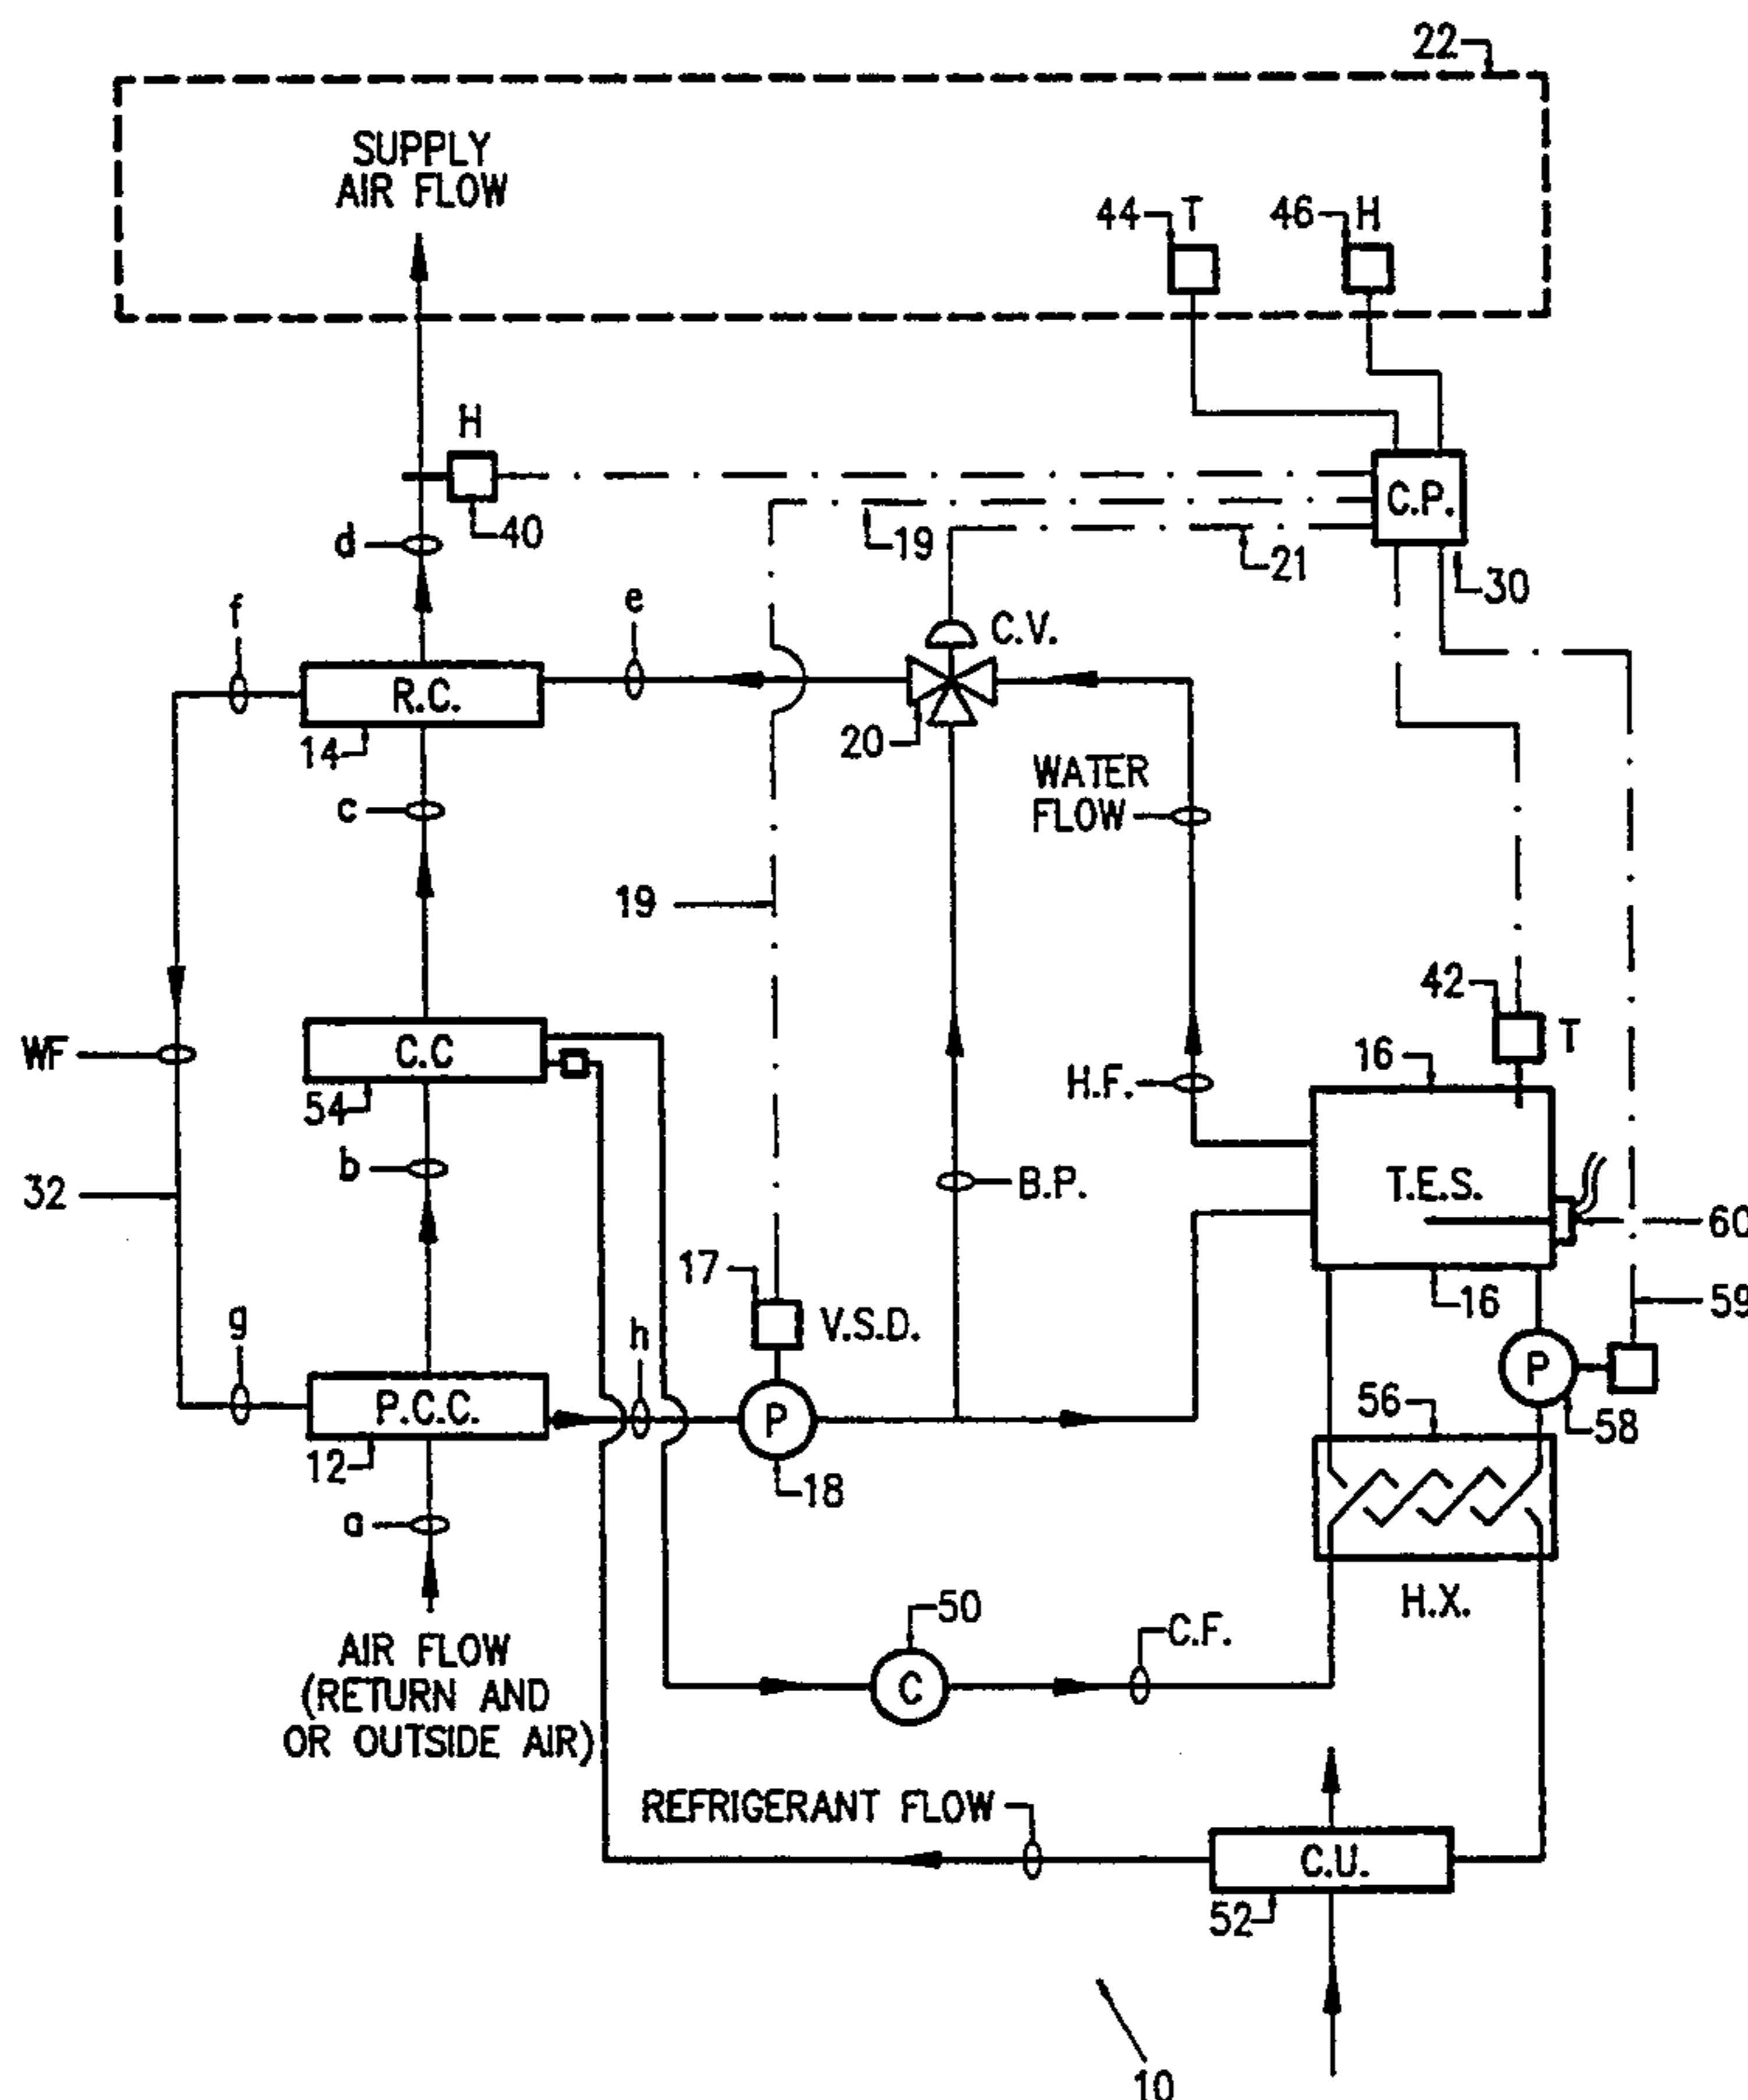 22
SUPPLY
AIR FLOW
44 T
46 H
H
40
C.P.
19
21
30
d
f
e
C.V.
R.C.
14
20
WATER
FLOW
c
19
42
T
WF
C.C
54
H.F.
16
T.E.S.
b
B.P.
32
60
17
V.S.D.
16
59
g
h
P
P.C.C.
P
56
58
12
18
a
H.X.
50
C.F.
C
AIR FLOW
(RETURN AND
OR OUTSIDE AIR)
REFRIGERANT FLOW
C.U.
52
10